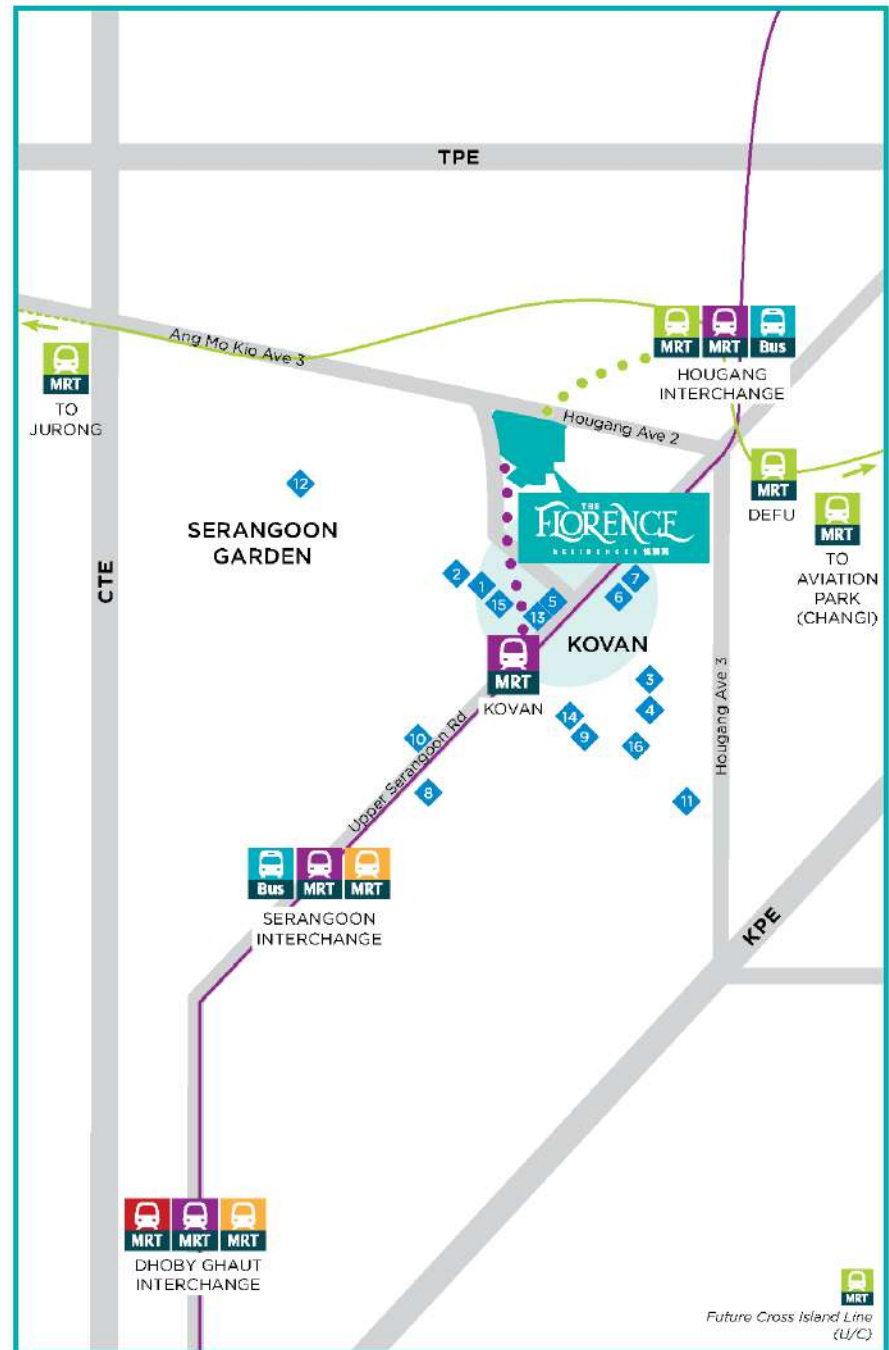 TPE
Ang Mo Kio Ave 3
MRT
MRT
Bus
HOUGANG
INTERCHANGE
MRT
TO
JURONG
Hougang Ave 2
12
SERANGOON
GARDEN
THE
FLORENCE
RESIDENCES
MRT
DEFU
MRT
TO
AVIATION
PARK
(CHANGI)
CTE
2
1
15
13
5
6
7
KOVAN
MRT
KOVAN
3
4
14
9
16
Hougang Ave 3
10
Upper Serangoon Rd
8
11
Bus
MRT
MRT
SERANGOON
INTERCHANGE
KPE
MRT
MRT
MRT
DHOBY GHAUT
INTERCHANGE
MRT
Future Cross Island Line
(U/C)